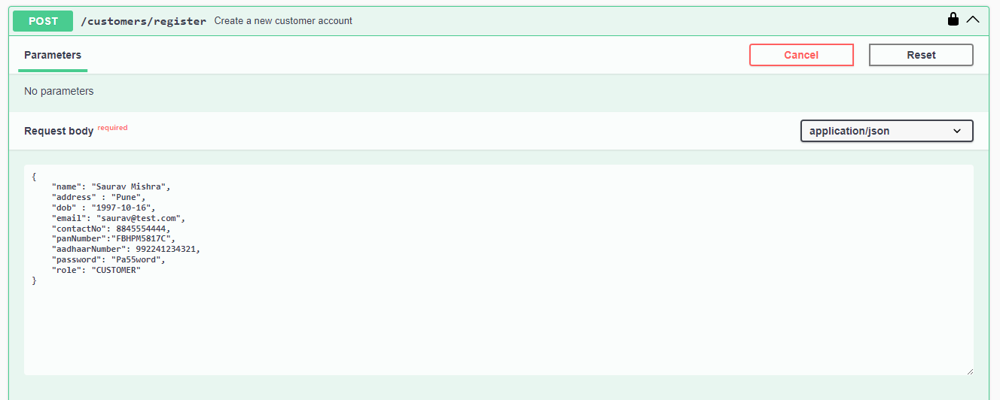 POST /customers/register Create a new customer account
Parameters
Cancel
Reset
No parameters
Request body required
application/json
{
    "name": "Saurav Mishra",
    "address" : "Pune",
    "dob" : "1997-10-16",
    "email": "saurav@test.com",
    "contactNo": 8845554444,
    "panNumber":"FBHPM5817C",
    "aadhaarNumber": 992241234321,
    "password": "Pa55word",
    "role": "CUSTOMER"
}